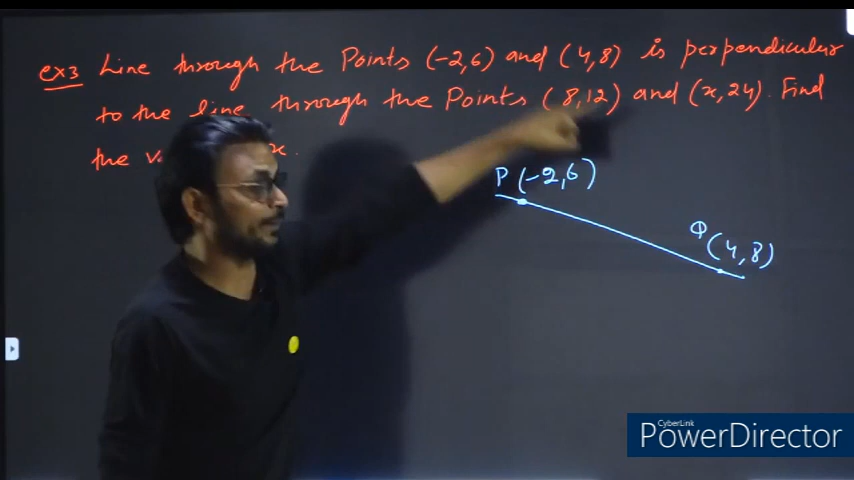 ex3 Line through the Points (-2,6) and (4,8) is perpendicular
to the line through the Points (8,12) and (x,24). Find
the x.
P (-2,6)
Q (4,8)
CyberLink
PowerDirector